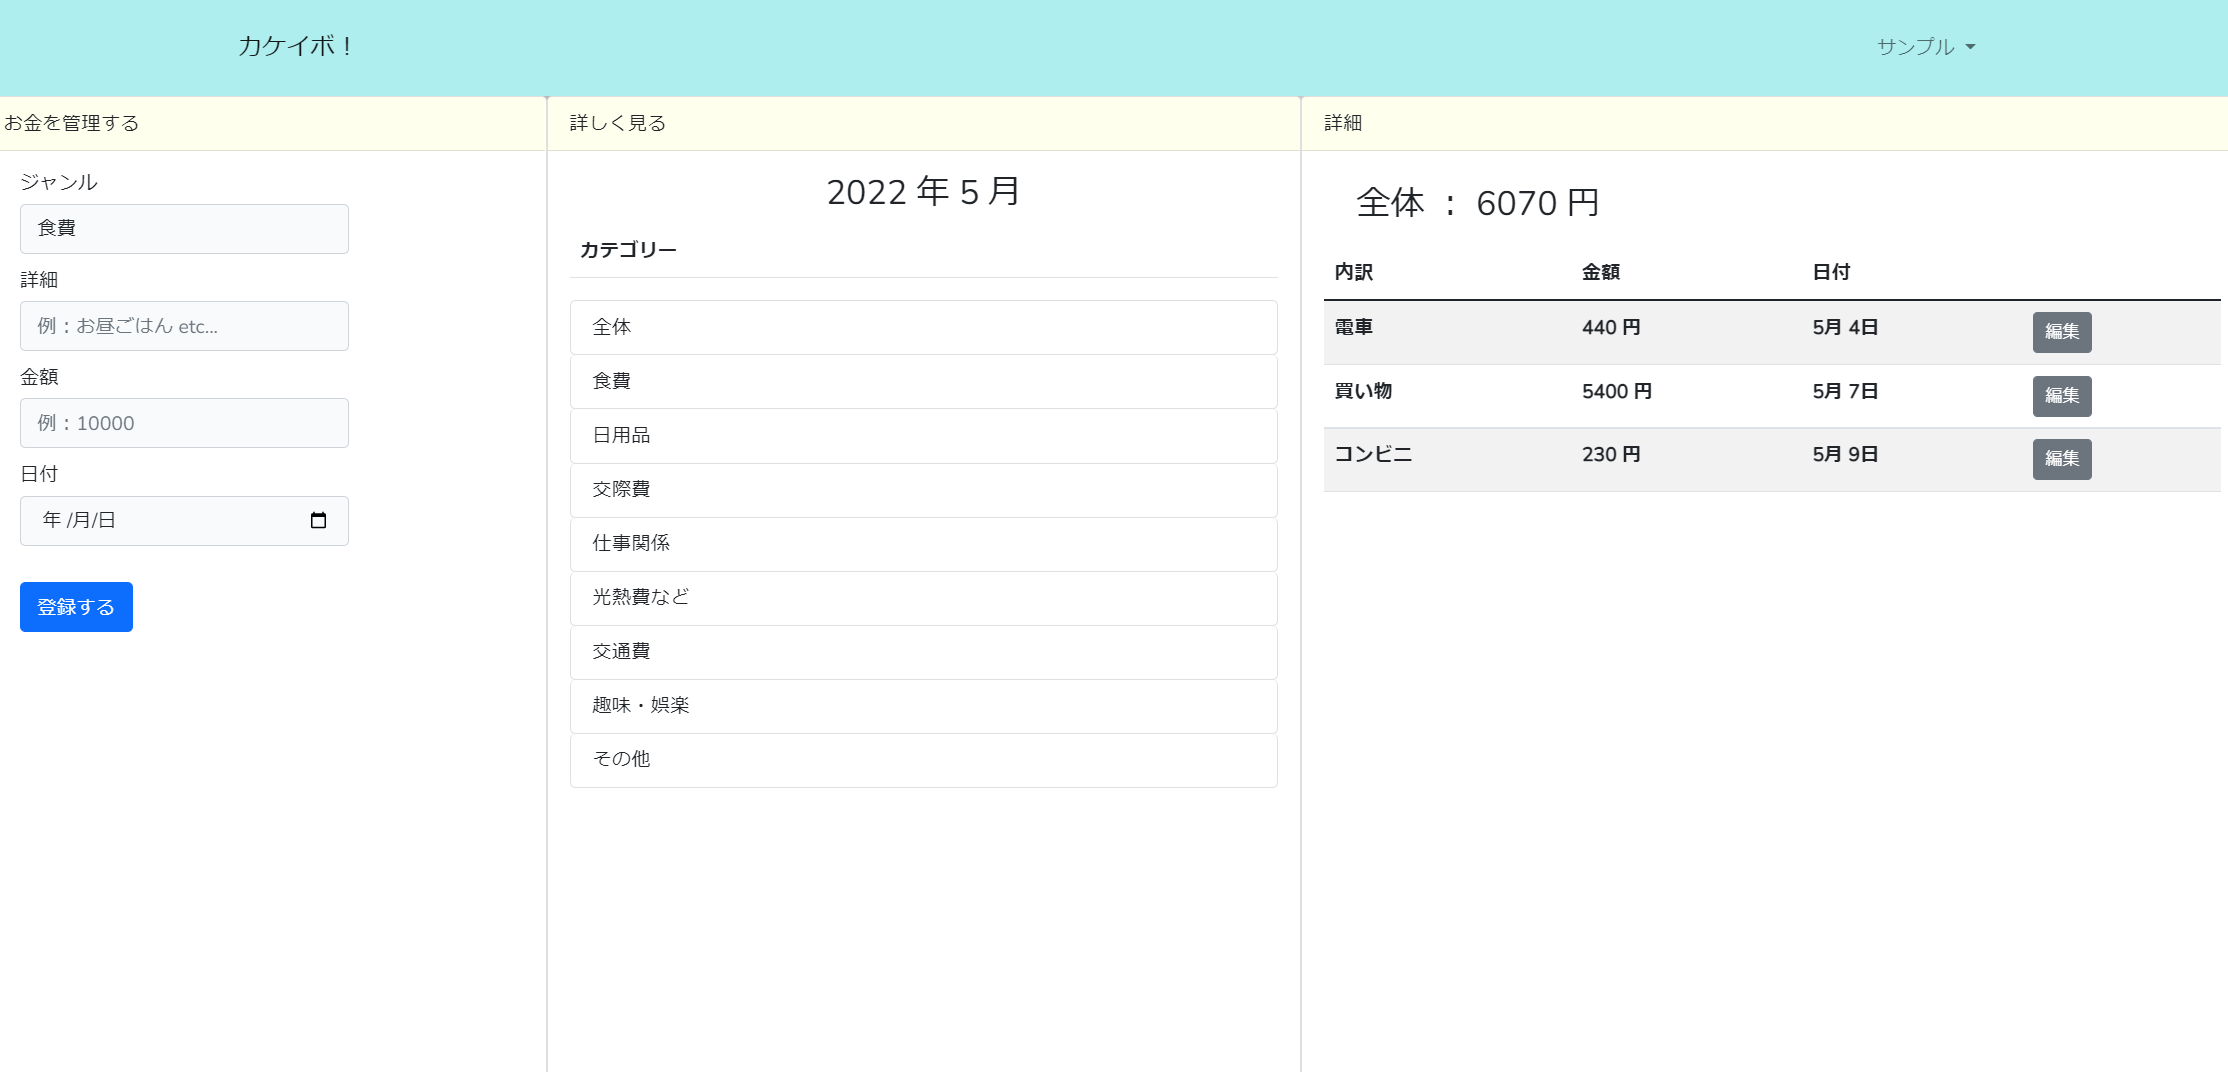 カケイボ！
サンプル
お金を管理する
ジャンル
食費
詳細
例：お昼ごはん etc...
金額
例：10000
日付
年 /月/日
登録する
詳しく見る
2022 年 5 月
カテゴリー
全体
食費
日用品
交際費
仕事関係
光熱費など
交通費
趣味・娯楽
その他
詳細
全体 ： 6070 円
内訳 金額 日付
電車 440 円 5月 4日 編集
買い物 5400 円 5月 7日 編集
コンビニ 230 円 5月 9日 編集